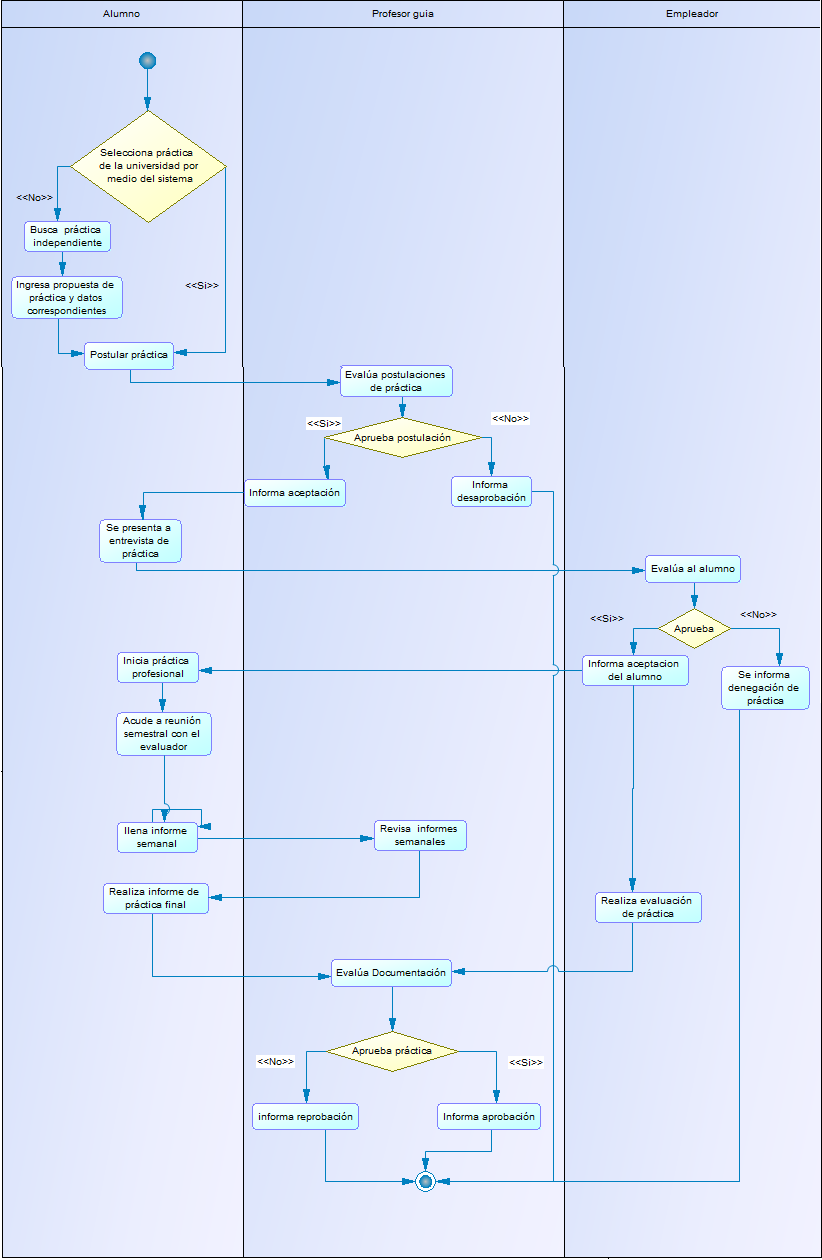 Alumno
Profesor guia
Empleador
Selecciona práctica
de la universidad por
medio del sistema
<<No>>
Busca práctica
independiente
<<Si>>
Ingresa propuesta de
práctica y datos
correspondientes
Postular práctica
Evalúa postulaciones
de práctica
<<Si>>
<<No>>
Aprueba postulación
Informa aceptación
Informa
desaprobación
Se presenta a
entrevista de
práctica
Evalúa al alumno
<<Si>>
<<No>>
Aprueba
Inicia práctica
profesional
Informa aceptacion
del alumno
Se informa
denegación de
práctica
Acude a reunión
semestral con el
evaluador
llena informe
semanal
Revisa informes
semanales
Realiza informe de
práctica final
Realiza evaluación
de práctica
Evalúa Documentación
Aprueba práctica
<<No>>
<<Si>>
informa reprobación
Informa aprobación